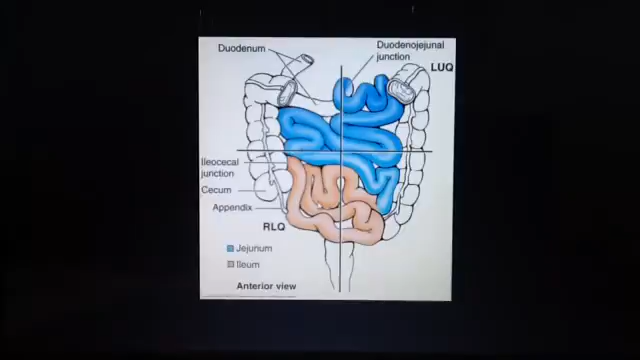 Duodenum
Duodenojejunal
junction
LUQ
Ileocecal
junction
Cecum
Appendix
RLQ
Jejunum
Ileum
Anterior view